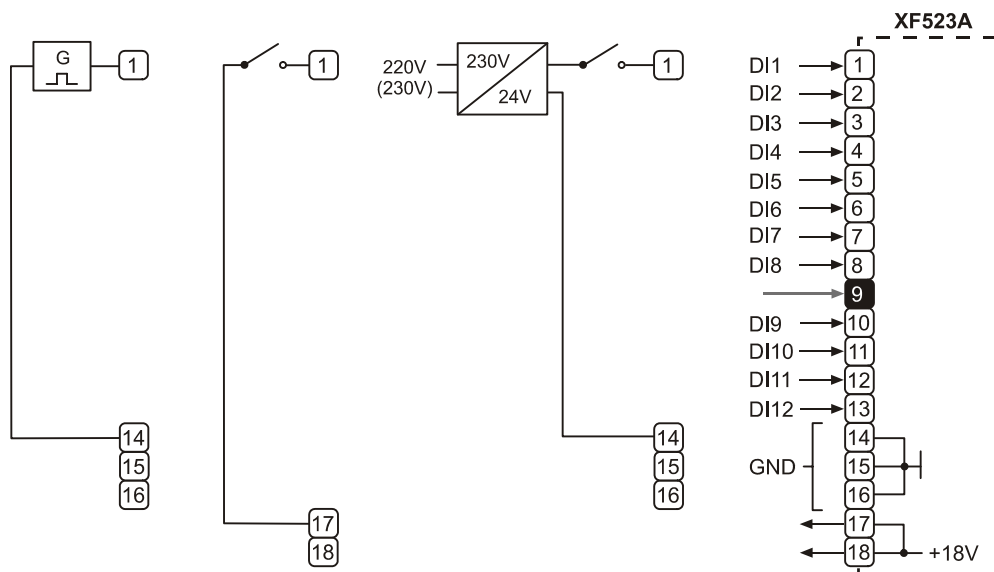 XF523A
G
1
14
15
16
1
17
18
220V
(230V)
230V
24V
1
14
15
16
DI1
1
DI2
2
DI3
3
DI4
4
DI5
5
DI6
6
DI7
7
DI8
8
9
DI9
10
DI10
11
DI11
12
DI12
13
GND
14
15
16
17
18
+18V